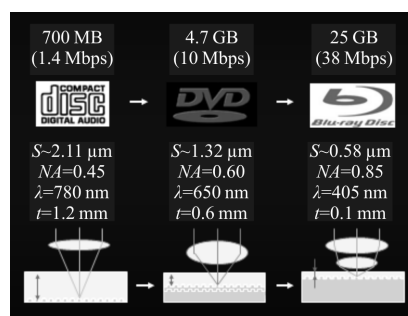 700 MB
(1.4 Mbps)
4.7 GB
(10 Mbps)
25 GB
(38 Mbps)
COMPACT
disc
DIGITAL AUDIO
DVD
Blu-ray Disc
S~2.11 μm
NA=0.45
λ=780 nm
t=1.2 mm
S~1.32 μm
NA=0.60
λ=650 nm
t=0.6 mm
S~0.58 μm
NA=0.85
λ=405 nm
t=0.1 mm